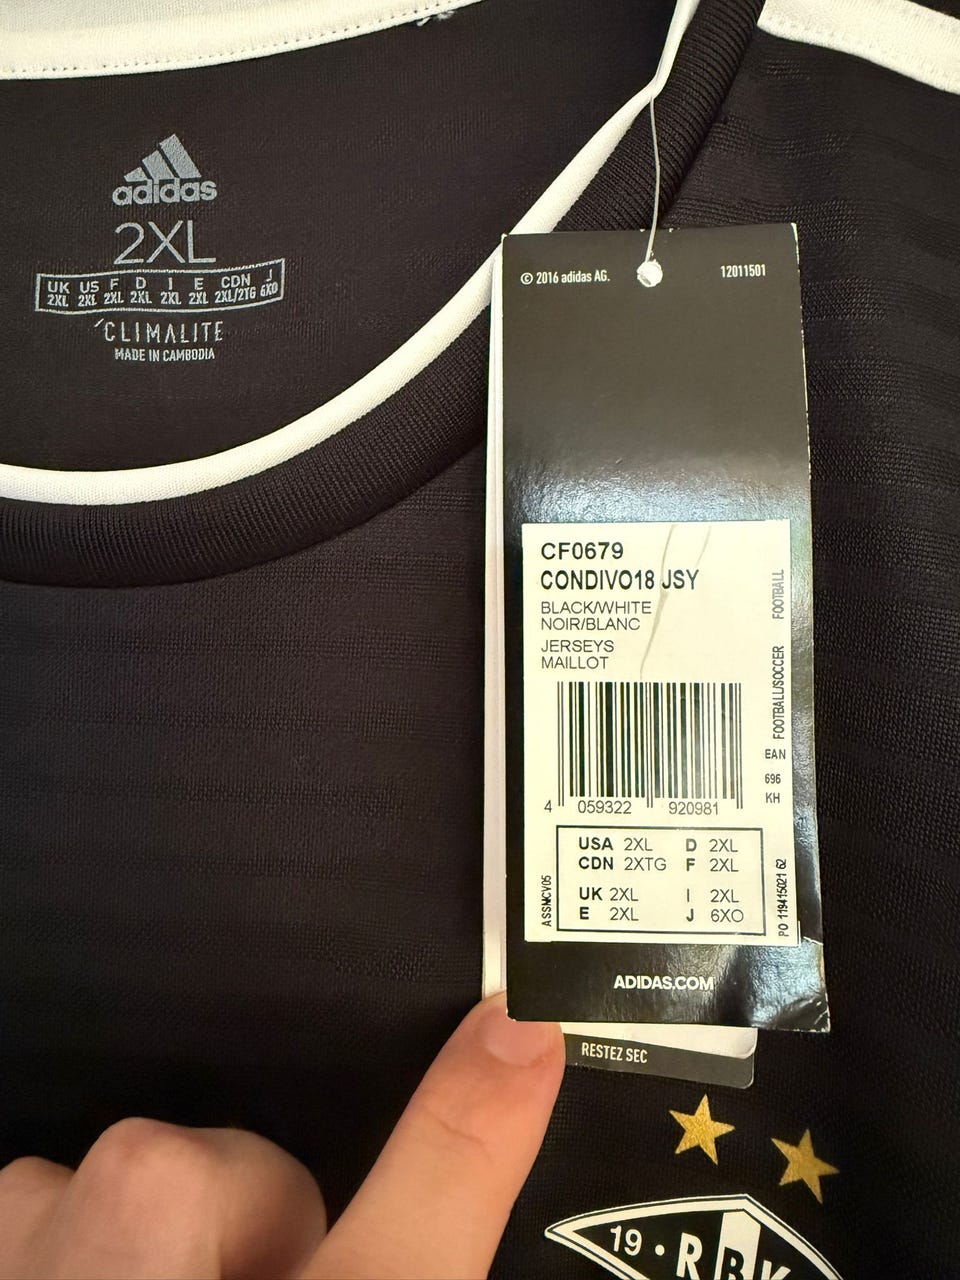 adidas
2XL
UK US F D I E CDN J
2XL 2XL 2XL 2XL 2XL 2XL 2XL/2TG 6XO
CLIMALITE
MADE IN CAMBODIA
© 2016 adidas AG. 12011501
CF0679
CONDIVO18 JSY
BLACK/WHITE
NOIR/BLANC
JERSEYS
MAILLOT
FOOTBALL/SOCCER FOOTBALL
EAN
696
KH
4 059322 920981
USA 2XL D 2XL
CDN 2XTG F 2XL
UK 2XL I 2XL
E 2XL J 6XO
ASSMCV05
PO 119415021 62
ADIDAS.COM
RESTEZ SEC
19 · RBK